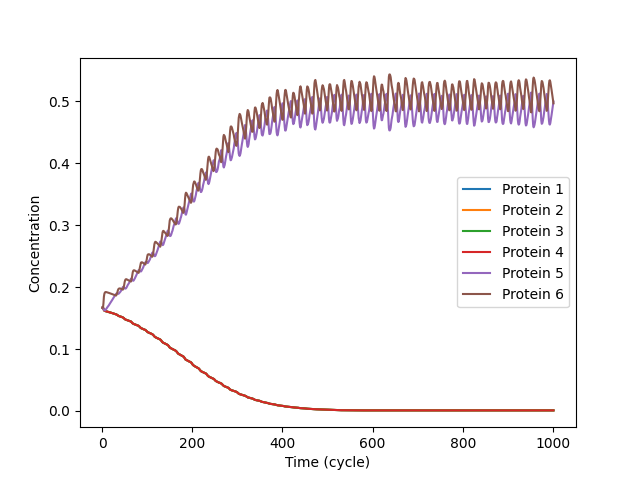 0.5
0.4
0.3
0.2
0.1
0.0
Concentration
0
200
400
600
800
1000
Time (cycle)
Protein 1
Protein 2
Protein 3
Protein 4
Protein 5
Protein 6